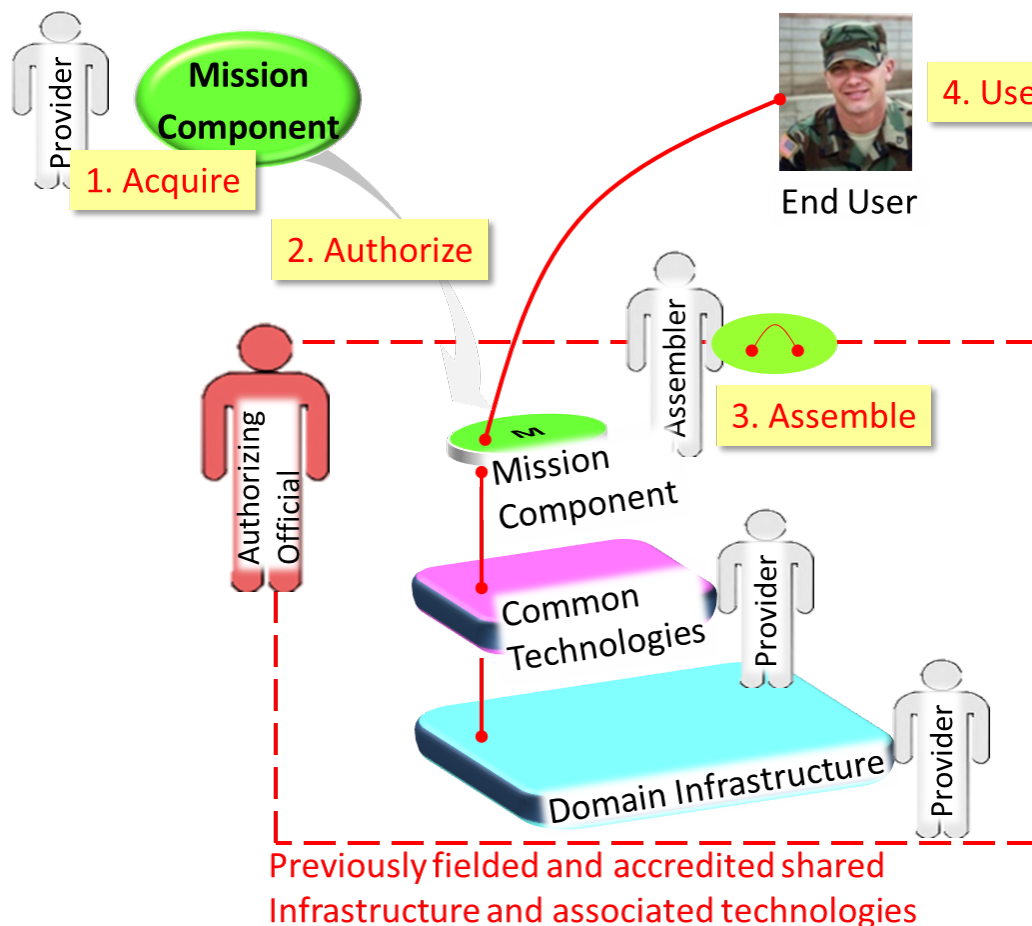 Provider
Mission
Component
1. Acquire
4. Use
End User
2. Authorize
Assembler
3. Assemble
Authorizing
Official
M
Mission
Component
Common
Technologies
Provider
Domain Infrastructure
Provider
Previously fielded and accredited shared
Infrastructure and associated technologies